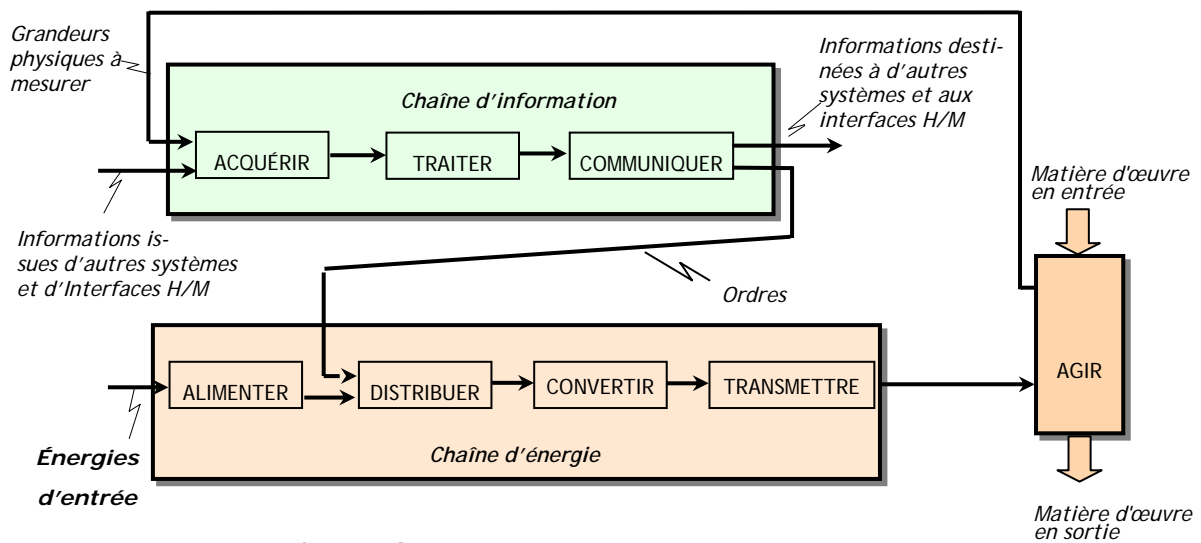 Grandeurs
physiques à
mesurer
Informations desti-
nées à d'autres
systèmes et aux
interfaces H/M
Chaîne d'information
ACQUÉRIR
TRAITER
COMMUNIQUER
Matière d'œuvre
en entrée
Informations is-
sues d'autres systèmes
et d'Interfaces H/M
Ordres
ALIMENTER
DISTRIBUER
CONVERTIR
TRANSMETTRE
AGIR
Énergies
d'entrée
Chaîne d'énergie
Matière d'œuvre
en sortie